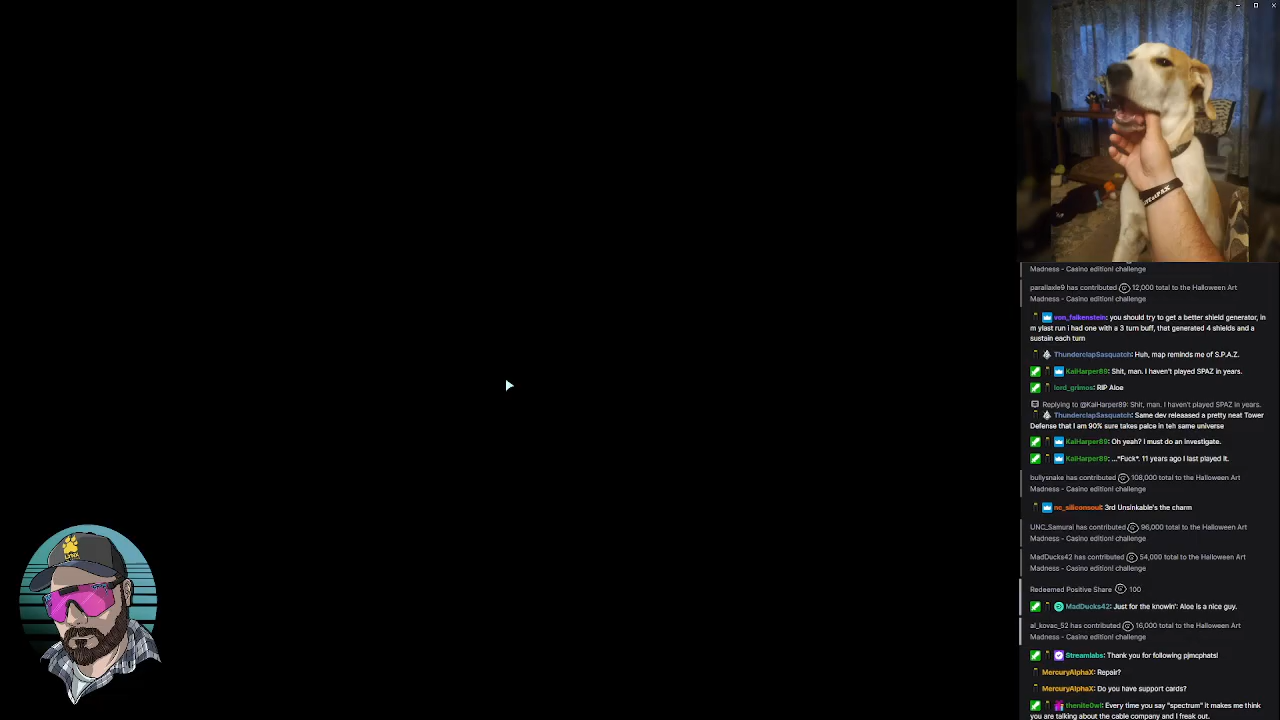 Madness - Casino edition! challenge
parallaxle9 has contributed 12,000 total to the Halloween Art
Madness - Casino edition! challenge
von_faikenstein: you should try to get a better shield generator, in
m ylast run i had one with a 3 turn buff, that generated 4 shields and a
sustain each turn
ThunderclapSasquatch: Huh, map reminds me of S.P.A.Z.
KaiHarper89: Shit, man. I haven't played SPAZ in years.
lord_grimos: RIP Aloe
Replying to @KaiHarper89: Shit, man. I haven't played SPAZ in years.
ThunderclapSasquatch: Same dev releaased a pretty neat Tower
Defense that I am 90% sure takes palce in teh same universe
KaiHarper89: Oh yeah? I must do an investigate.
KaiHarper89: ...*Fuck*. 11 years ago I last played it.
bullysnake has contributed 108,000 total to the Halloween Art
Madness - Casino edition! challenge
nc_siliconsoul: 3rd Unsinkable's the charm
UNC_Samurai has contributed 96,000 total to the Halloween Art
Madness - Casino edition! challenge
MadDucks42 has contributed 54,000 total to the Halloween Art
Madness - Casino edition! challenge
Redeemed Positive Share 100
MadDucks42: Just for the knowin': Aloe is a nice guy.
al_kovac_52 has contributed 16,000 total to the Halloween Art
Madness - Casino edition! challenge
Streamlabs: Thank you for following pjmcphats!
MercuryAlphaX: Repair?
MercuryAlphaX: Do you have support cards?
thenite0wl: Every time you say "spectrum" it makes me think
you are talking about the cable company and I freak out.